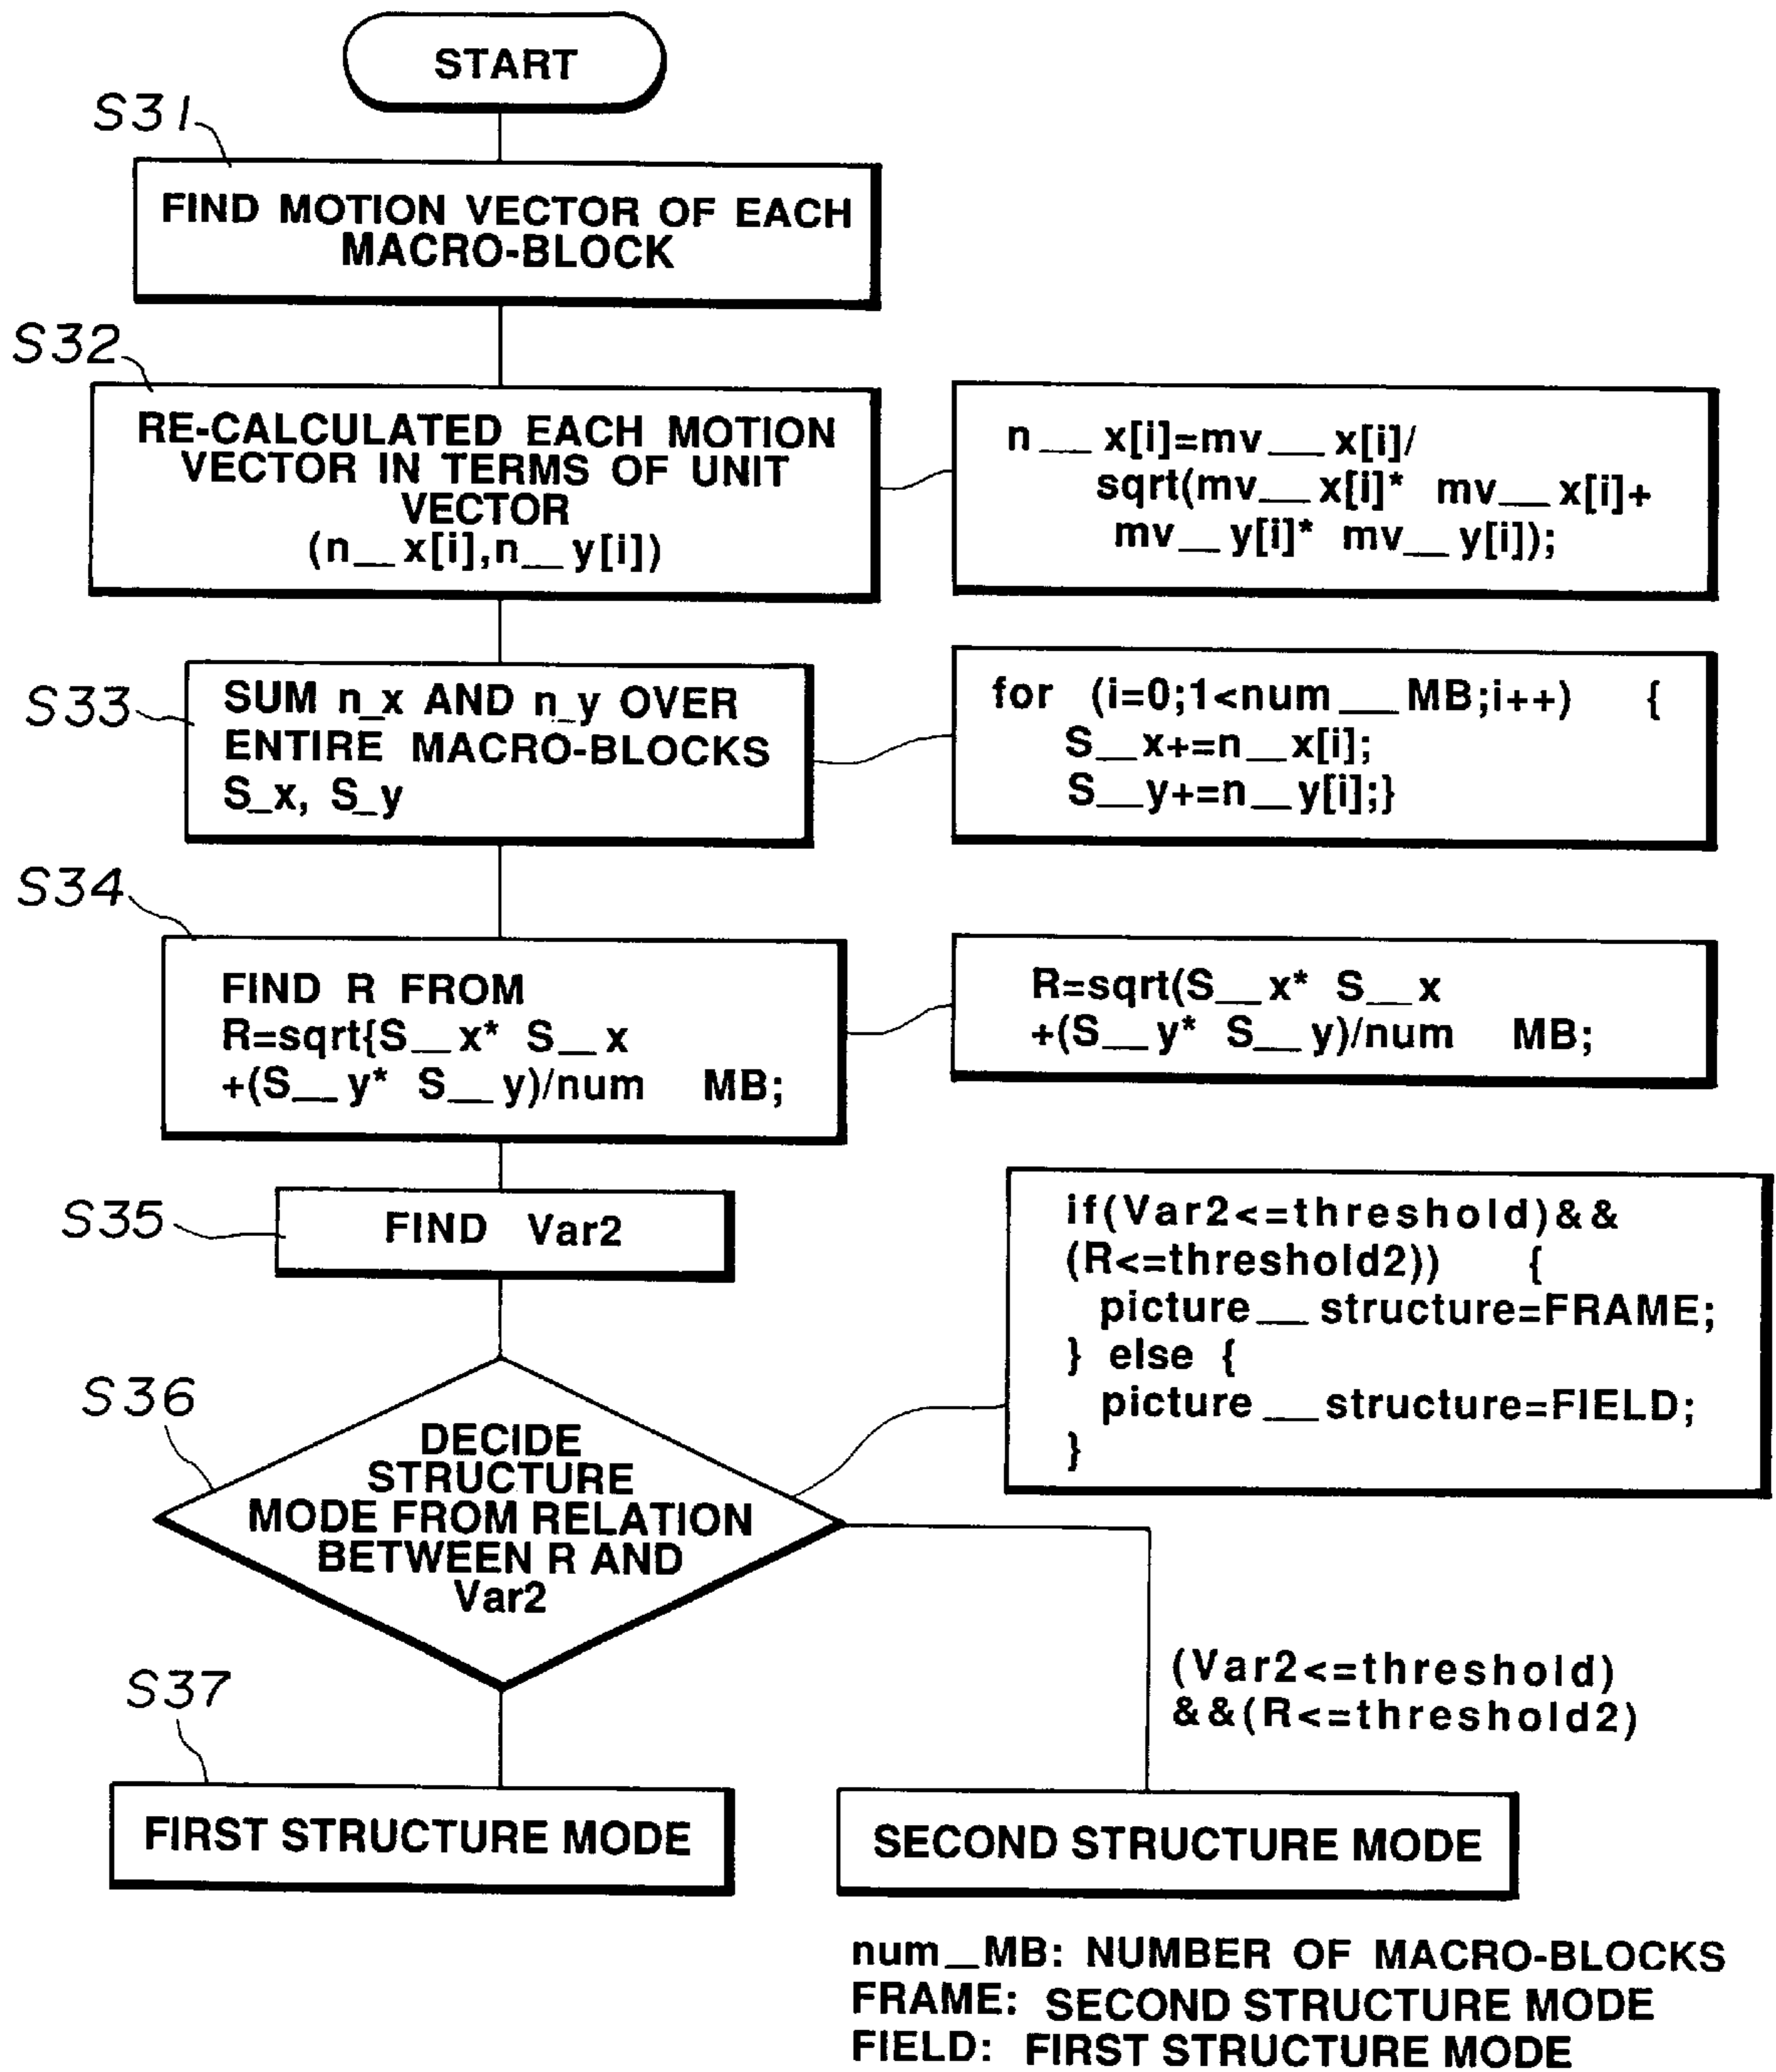 START
S31
FIND MOTION VECTOR OF EACH
MACRO-BLOCK
S32
RE-CALCULATED EACH MOTION
VECTOR IN TERMS OF UNIT
VECTOR
(n__x[i],n__y[i])
n__x[i]=mv__x[i]/
sqrt(mv__x[i]* mv__x[i]+
mv__y[i]* mv__y[i]);
S33
SUM n_x AND n_y OVER
ENTIRE MACRO-BLOCKS
S_x, S_y
for (i=0;1<num__MB;i++) {
S__x+=n__x[i];
S__y+=n__y[i];}
S34
FIND R FROM
R=sqrt{S__x* S__x
+(S__y* S__y)/num MB;
R=sqrt(S__x* S__x
+(S__y* S__y)/num MB;
S35
FIND Var2
if(Var2<=threshold)&&
(R<=threshold2)) {
picture__structure=FRAME;
} else {
picture__structure=FIELD;
}
S36
DECIDE
STRUCTURE
MODE FROM RELATION
BETWEEN R AND
Var2
(Var2<=threshold)
&&(R<=threshold2)
S37
FIRST STRUCTURE MODE
SECOND STRUCTURE MODE
num_MB: NUMBER OF MACRO-BLOCKS
FRAME: SECOND STRUCTURE MODE
FIELD: FIRST STRUCTURE MODE